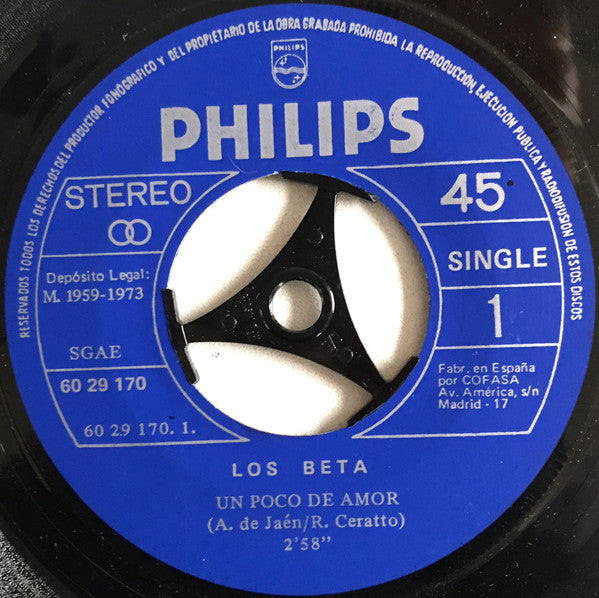 RESERVADOS TODOS LOS DERECHOS DEL PRODUCTOR FONOGRAFICO Y DEL PROPIETARIO DE LA OBRA GRABADA PROHIBIDA LA REPRODUCCION, EJECUCION PUBLICA Y RADIODIFUSION DE ESTOS DISCOS
PHILIPS
PHILIPS
STEREO
45
SINGLE
1
Depósito Legal:
M. 1959-1973
SGAE
60 29 170
60 29 170. 1.
Fabr. en España
por COFASA
Av. América, s/n
Madrid - 17
LOS BETA
UN POCO DE AMOR
(A. de Jaén/R. Ceratto)
2'58"